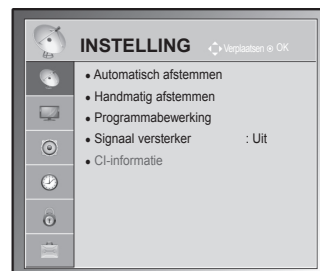 INSTELLING Verplaatsen OK
• Automatisch afstemmen
• Handmatig afstemmen
• Programmabewerking
• Signaal versterker : Uit
• CI-informatie